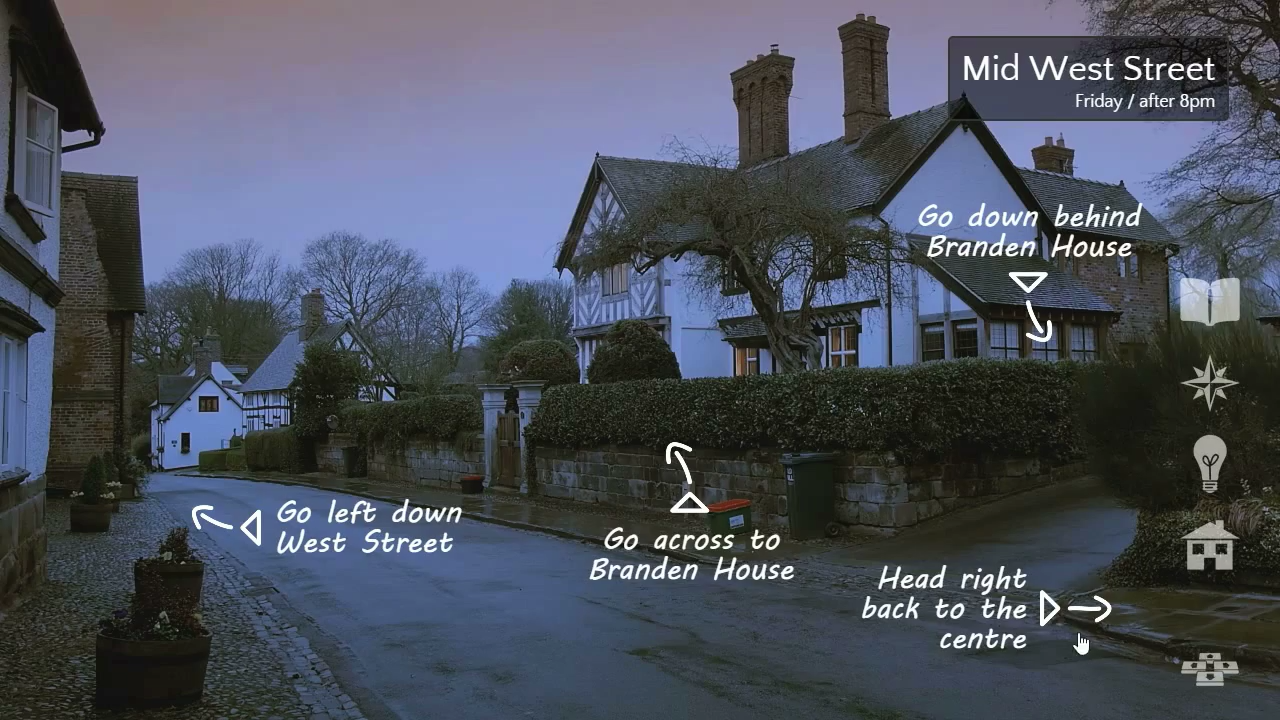 Mid West Street
Friday / after 8pm
Go down behind
Branden House
Go left down
West Street
Go across to
Branden House
Head right
back to the
centre